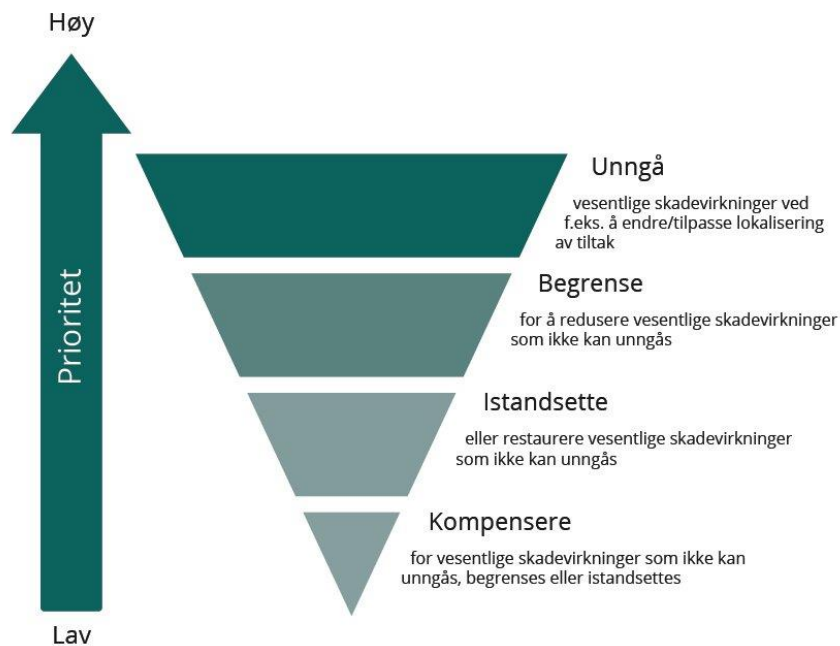 Høy
Prioritet
Unngå
vesentlige skadevirkninger ved
f.eks. å endre/tilpasse lokalisering
av tiltak
Begrense
for å redusere vesentlige skadevirkninger
som ikke kan unngås
Istandsette
eller restaurere vesentlige skadevirkninger
som ikke kan unngås
Kompensere
for vesentlige skadevirkninger som ikke kan
unngås, begrenses eller istandsettes
Lav